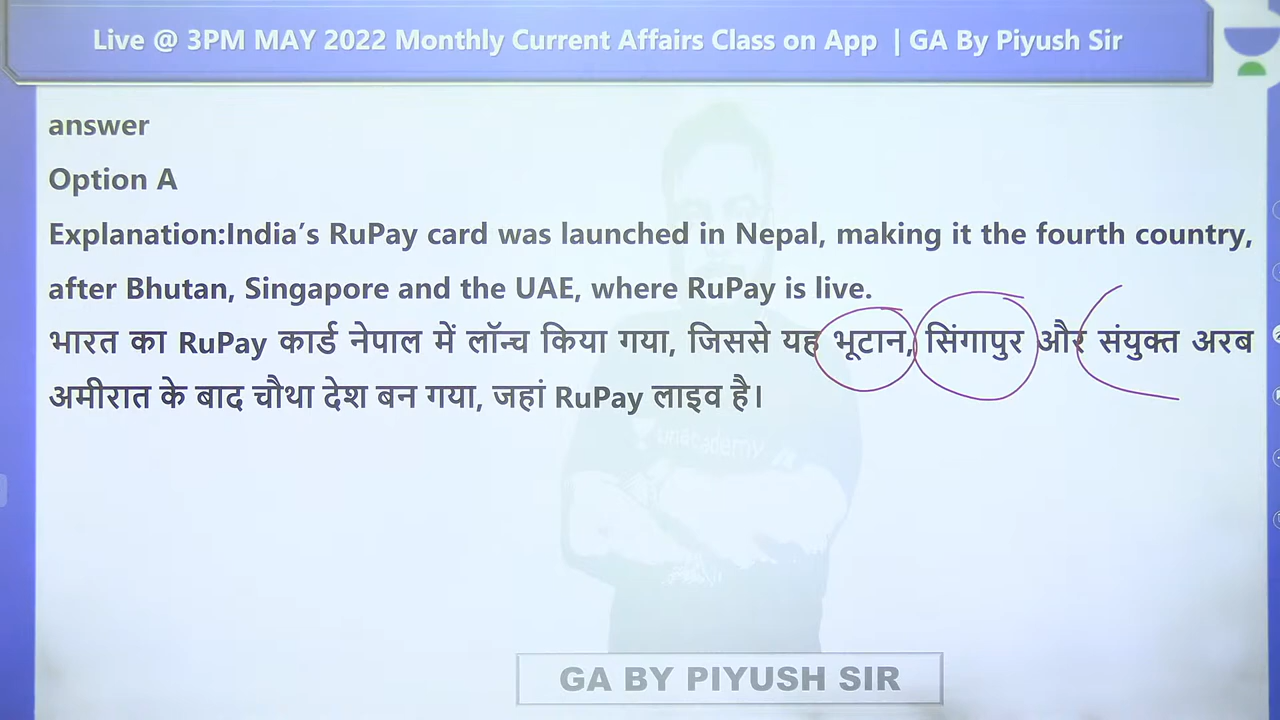 Live @ 3PM MAY 2022 Monthly Current Affairs Class on App | GA By Piyush Sir
answer
Option A
Explanation:India’s RuPay card was launched in Nepal, making it the fourth country,
after Bhutan, Singapore and the UAE, where RuPay is live.
भारत का RuPay कार्ड नेपाल में लॉन्च किया गया, जिससे यह भूटान, सिंगापुर और संयुक्त अरब
अमीरात के बाद चौथा देश बन गया, जहां RuPay लाइव है।
unacademy
GA BY PIYUSH SIR